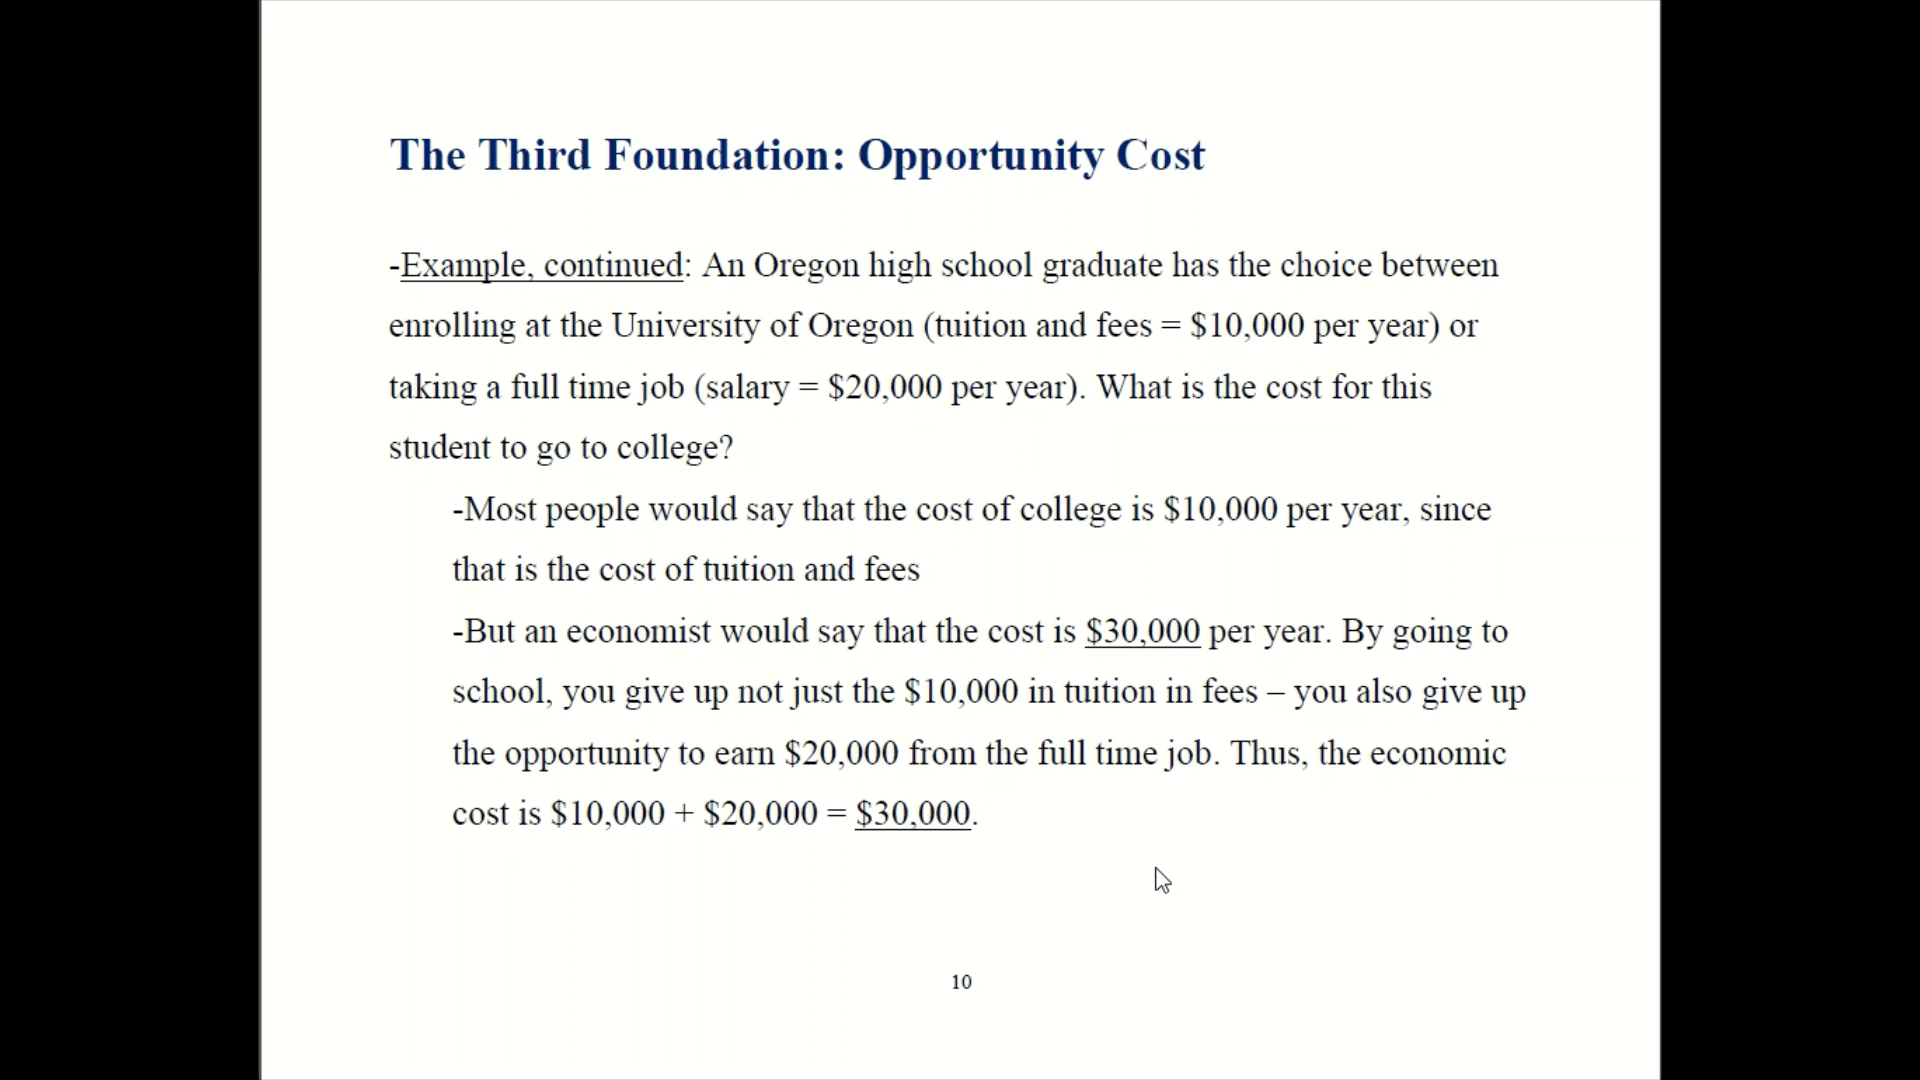 The Third Foundation: Opportunity Cost
-Example, continued: An Oregon high school graduate has the choice between
enrolling at the University of Oregon (tuition and fees = $10,000 per year) or
taking a full time job (salary = $20,000 per year). What is the cost for this
student to go to college?
-Most people would say that the cost of college is $10,000 per year, since
that is the cost of tuition and fees
-But an economist would say that the cost is $30,000 per year. By going to
school, you give up not just the $10,000 in tuition in fees – you also give up
the opportunity to earn $20,000 from the full time job. Thus, the economic
cost is $10,000 + $20,000 = $30,000.
10